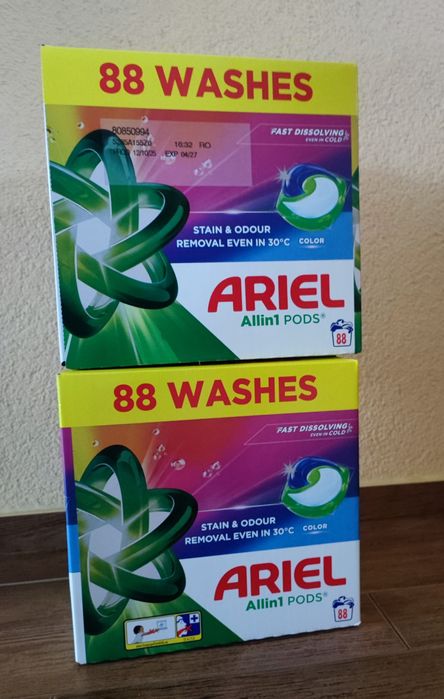 88 WASHES
80850994
16:32 RO
EXP 04/27
FAST DISSOLVING
EVEN IN COLD
STAIN & ODOUR
REMOVAL EVEN IN 30°C
COLOR
ARIEL
Allin1 PODS®
88
88 WASHES
FAST DISSOLVING
EVEN IN COLD
STAIN & ODOUR
REMOVAL EVEN IN 30°C
COLOR
ARIEL
Allin1 PODS®
88